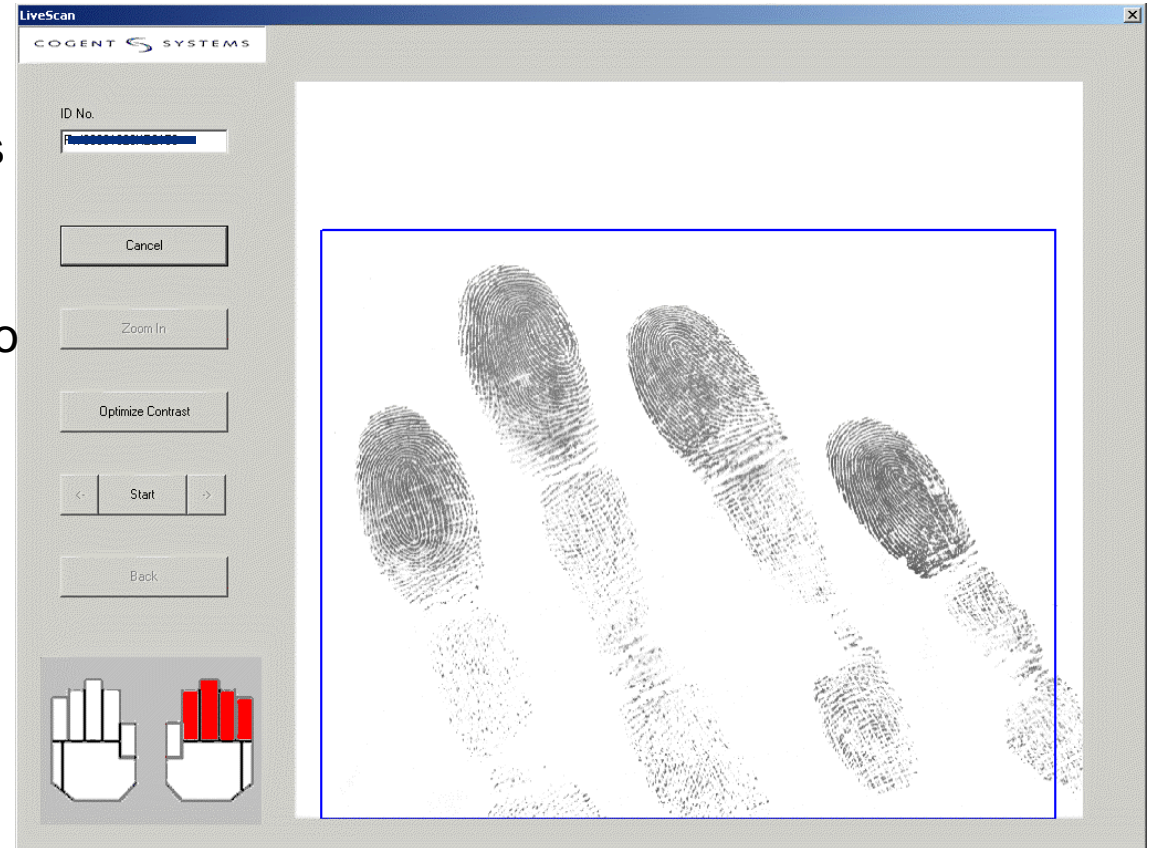 LiveScan
COGENT SYSTEMS
ID No.
s
Cancel
Zoom In
o
Optimize Contrast
<- Start ->
Back